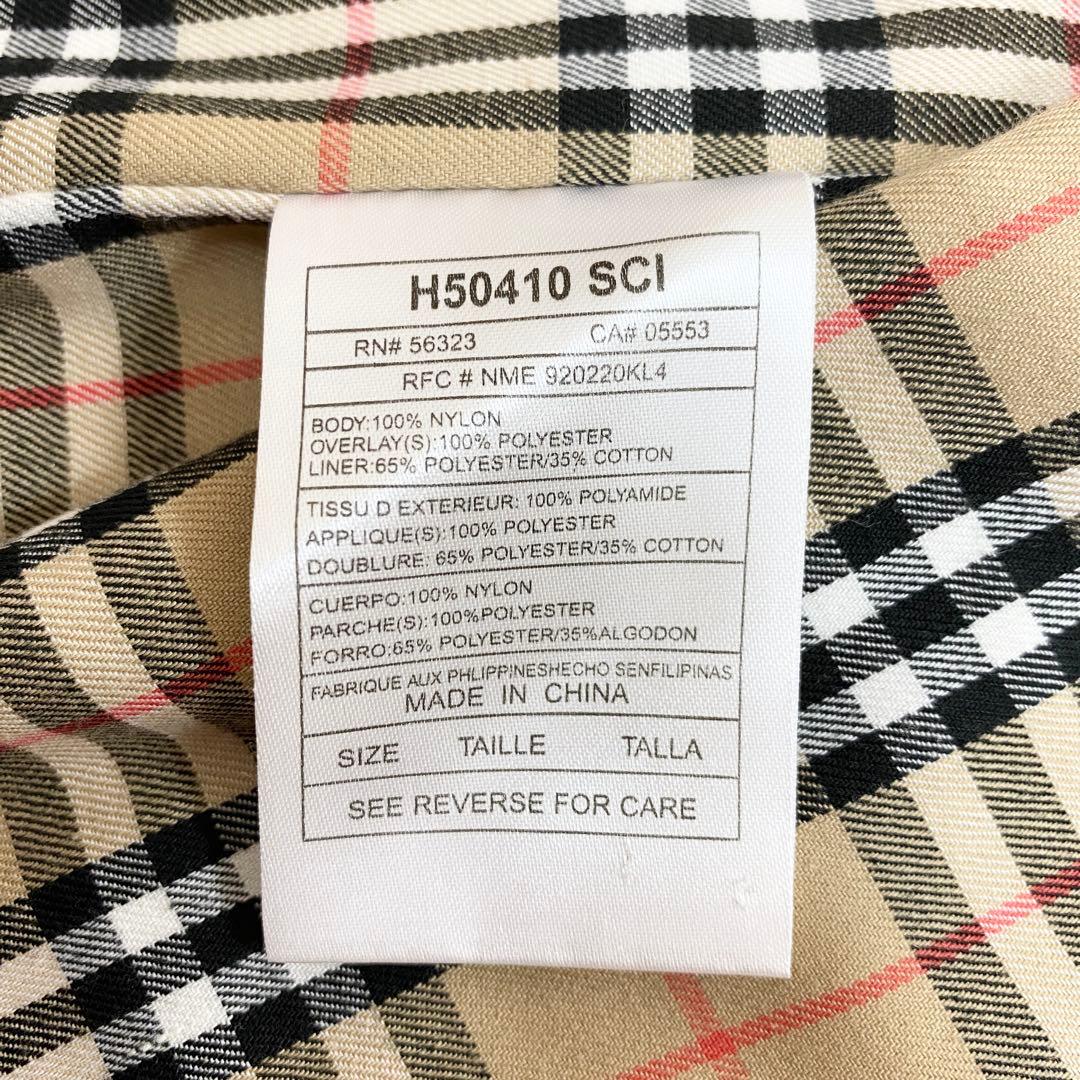 H50410 SCI
RN# 56323 CA# 05553
RFC # NME 920220KL4
BODY:100% NYLON
OVERLAY(S):100% POLYESTER
LINER:65% POLYESTER/35% COTTON
TISSU D EXTERIEUR: 100% POLYAMIDE
APPLIQUE(S):100% POLYESTER
DOUBLURE: 65% POLYESTER/35% COTTON
CUERPO:100% NYLON
PARCHE(S):100%POLYESTER
FORRO:65% POLYESTER/35%ALGODON
FABRIQUE AUX PHLIPPINESHECHO SENFILIPINAS
MADE IN CHINA
SIZE TAILLE TALLA
SEE REVERSE FOR CARE